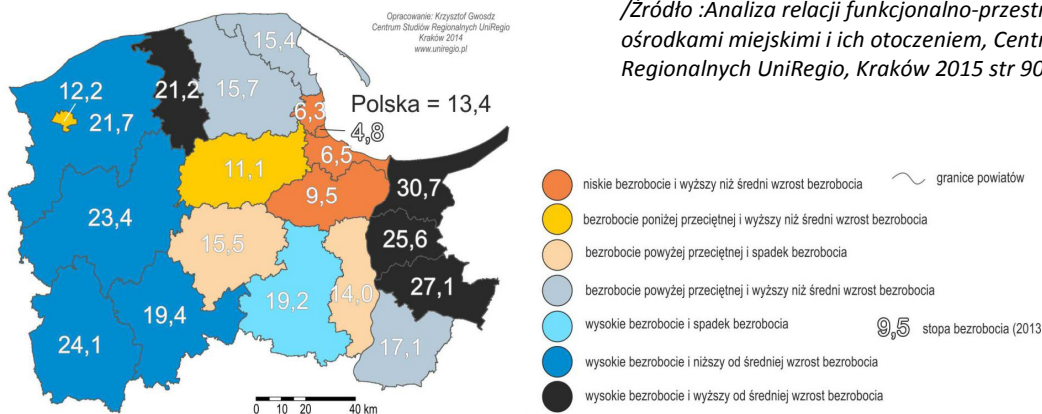 Opracowanie: Krzysztof Gwosdz
Centrum Studiów Regionalnych UniRegio
Kraków 2014
www.uniregio.pl
/Źródło :Analiza relacji funkcjonalno-przestr
ośrodkami miejskimi i ich otoczeniem, Centr
Regionalnych UniRegio, Kraków 2015 str 90
15,4
12,2
21,2
15,7
21,7
6,3
Polska = 13,4
4,8
6,5
11,1
9,5
30,7
23,4
15,5
25,6
27,1
19,2
14,0
19,4
24,1
17,1
0 10 20 40 km
niskie bezrobocie i wyższy niż średni wzrost bezrobocia
granice powiatów
bezrobocie poniżej przeciętnej i wyższy niż średni wzrost bezrobocia
bezrobocie powyżej przeciętnej i spadek bezrobocia
bezrobocie powyżej przeciętnej i wyższy niż średni wzrost bezrobocia
wysokie bezrobocie i spadek bezrobocia
9,5 stopa bezrobocia (2013
wysokie bezrobocie i niższy od średniej wzrost bezrobocia
wysokie bezrobocie i wyższy od średniej wzrost bezrobocia